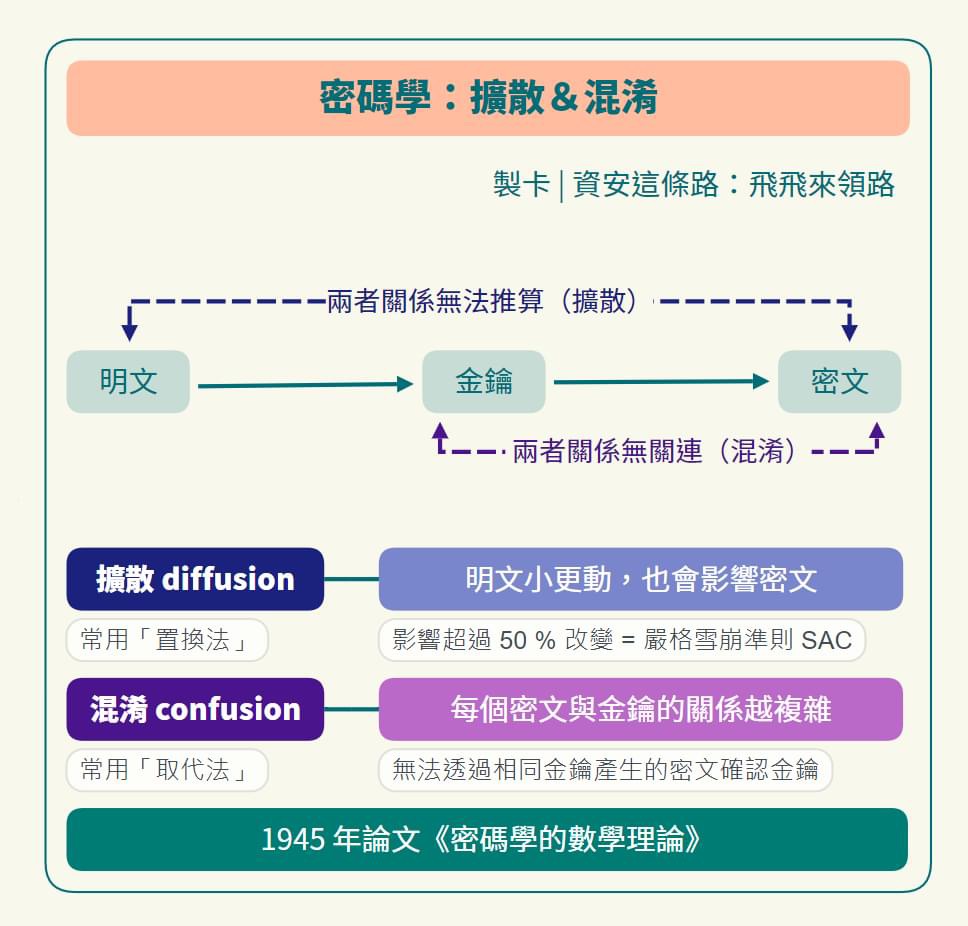 密碼學：擴散＆混淆
製卡 | 資安這條路：飛飛來領路
兩者關係無法推算（擴散）
明文
金鑰
密文
兩者關係無關連（混淆）
擴散 diffusion
明文小更動，也會影響密文
常用「置換法」
影響超過 50 % 改變 = 嚴格雪崩準則 SAC
混淆 confusion
每個密文與金鑰的關係越複雜
常用「取代法」
無法透過相同金鑰產生的密文確認金鑰
1945 年論文《密碼學的數學理論》